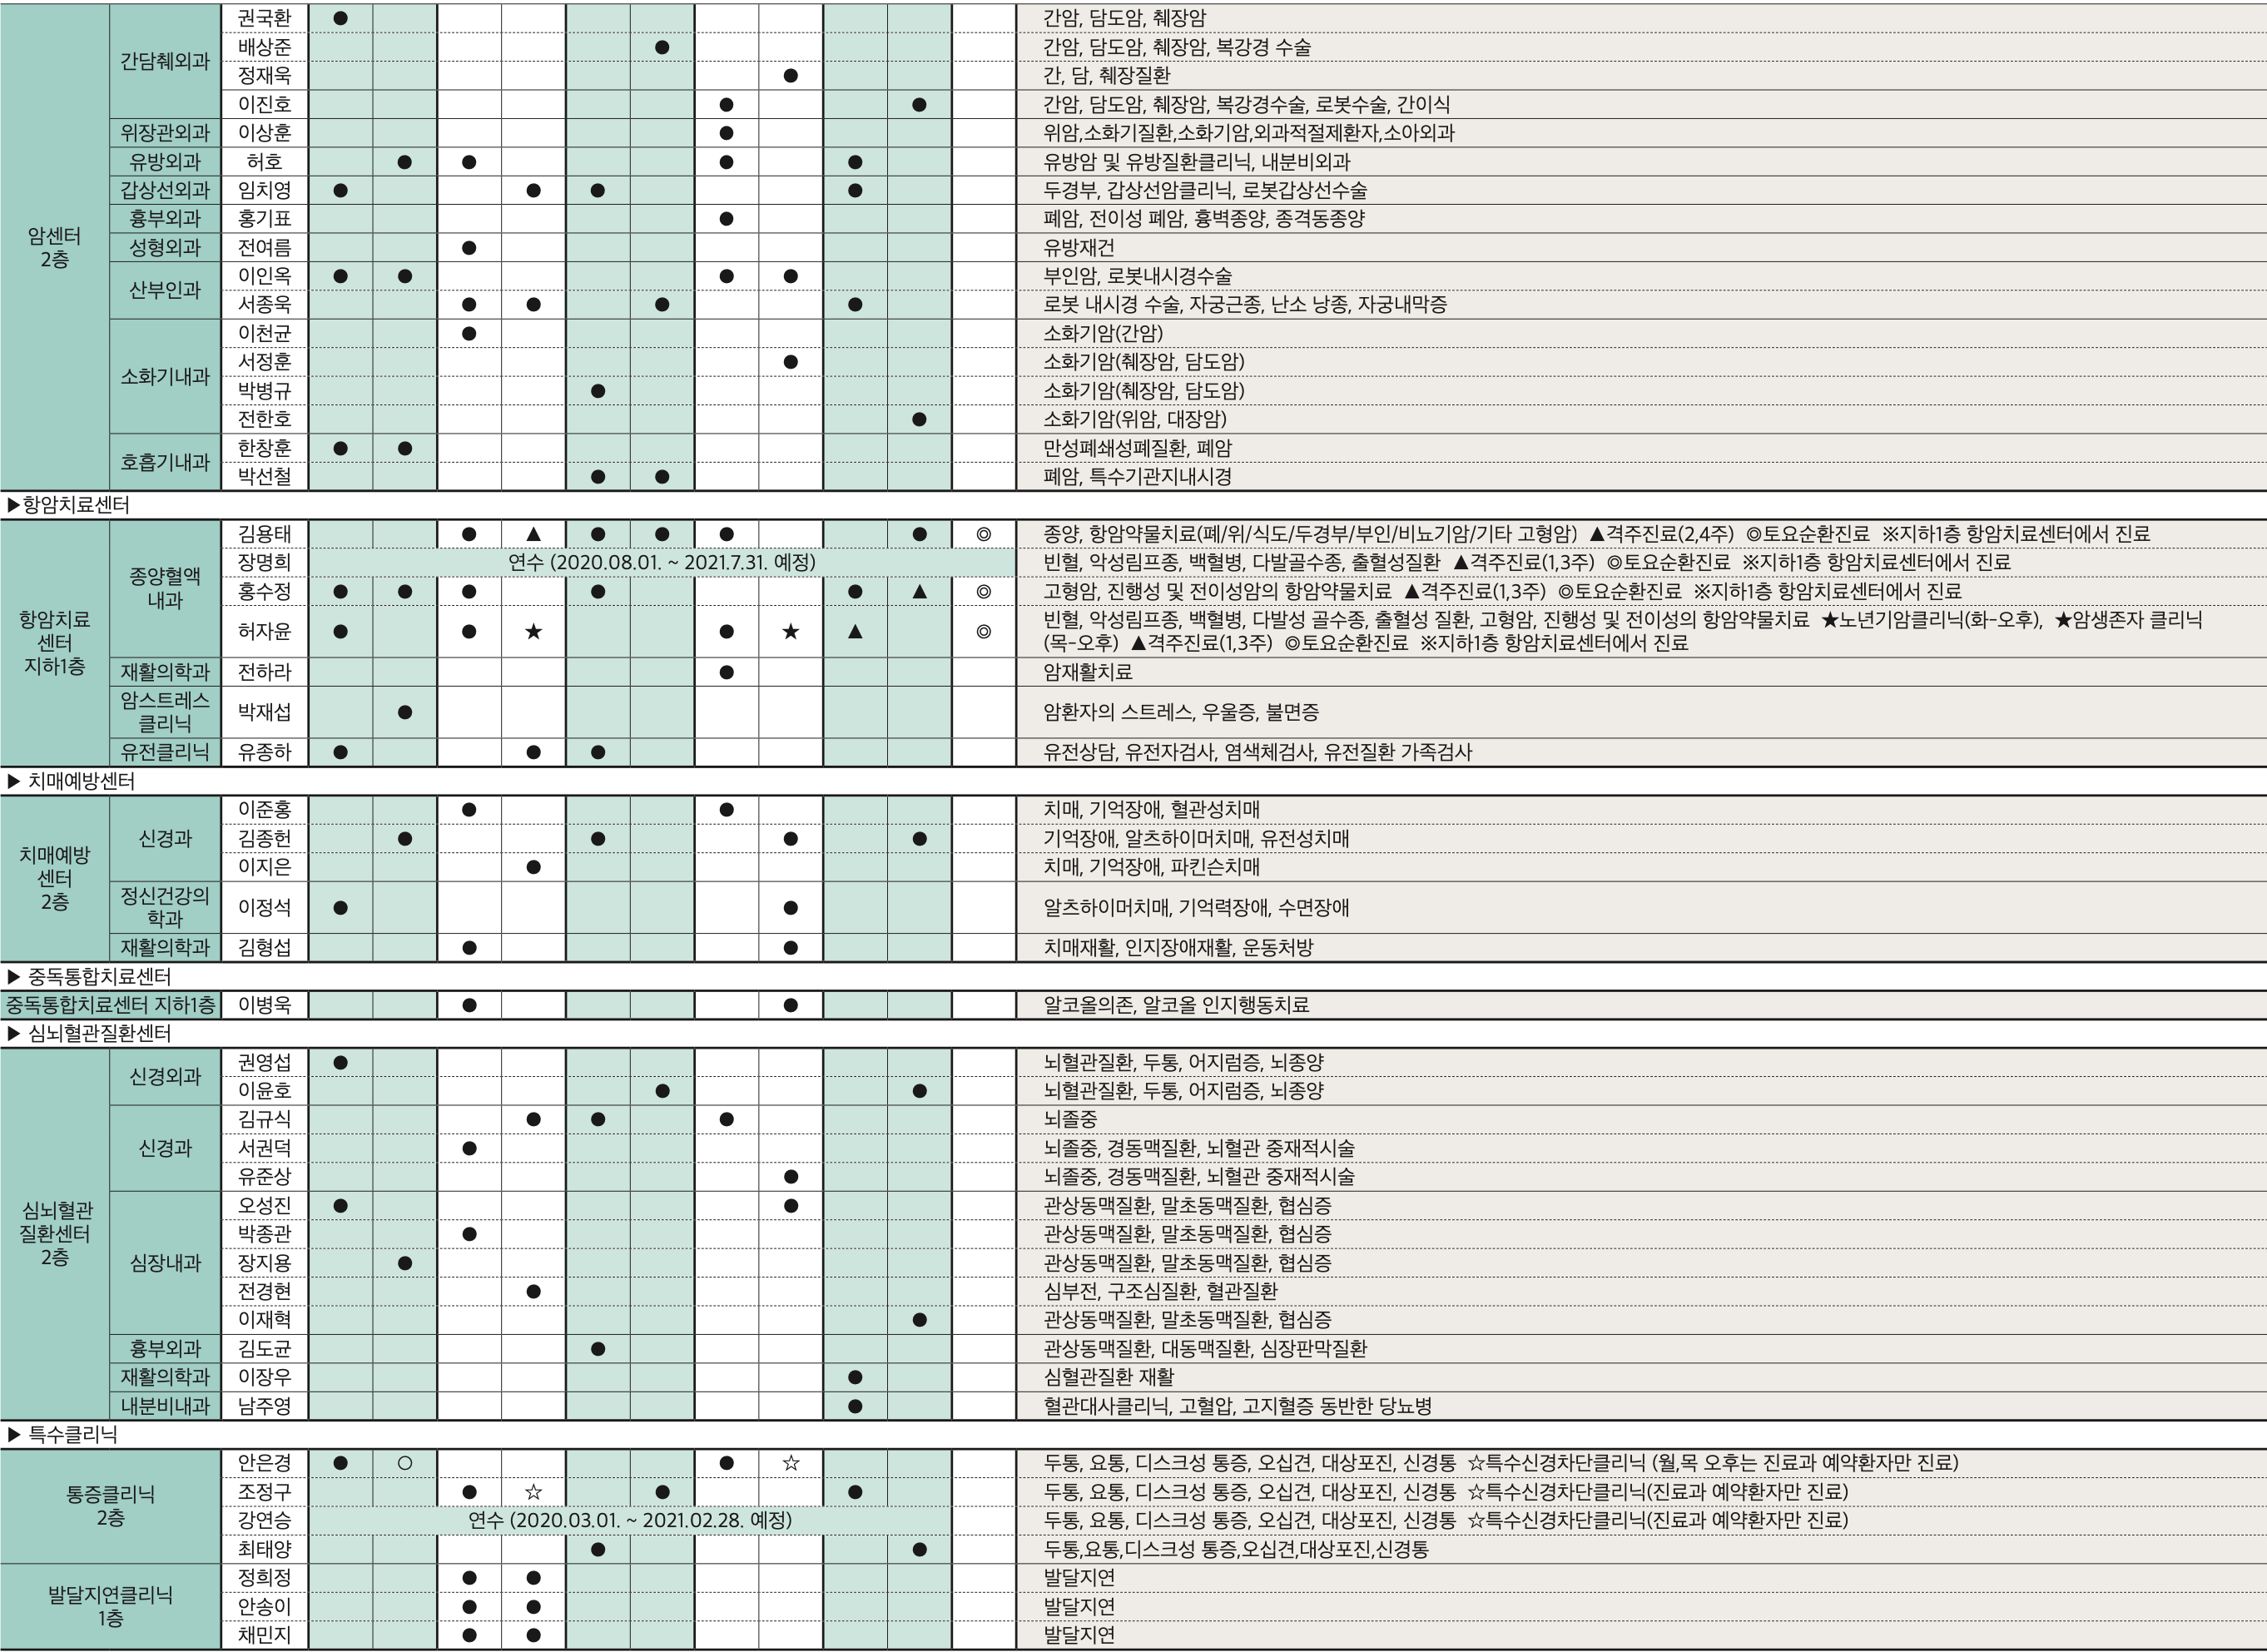 암센터
2층
간담췌외과
권국환 ● 간암, 담도암, 췌장암
배상준 ● 간암, 담도암, 췌장암, 복강경 수술
정재욱 ● 간, 담, 췌장질환
이진호 ● ● 간암, 담도암, 췌장암, 복강경수술, 로봇수술, 간이식
위장관외과 이상훈 ● 위암,소화기질환,소화기암,외과적절제환자,소아외과
유방외과 허호 ● ● ● ● 유방암 및 유방질환클리닉, 내분비외과
갑상선외과 임치영 ● ● ● ● 두경부, 갑상선암클리닉, 로봇갑상선수술
흉부외과 홍기표 ● 폐암, 전이성 폐암, 흉벽종양, 종격동종양
성형외과 전여름 ● 유방재건
산부인과
이인옥 ● ● ● ● 부인암, 로봇내시경수술
서종욱 ● ● ● ● 로봇 내시경 수술, 자궁근종, 난소 낭종, 자궁내막증
소화기내과
이천균 ● 소화기암(간암)
서정훈 ● 소화기암(췌장암, 담도암)
박병규 ● 소화기암(췌장암, 담도암)
전한호 ● 소화기암(위암, 대장암)
호흡기내과
한창훈 ● ● 만성폐쇄성폐질환, 폐암
박선철 ● ● 폐암, 특수기관지내시경
▶항암치료센터
항암치료
센터
지하1층
종양혈액
내과
김용태 ● ▲ ● ● ● ● ◎ 종양, 항암약물치료(폐/위/식도/두경부/부인/비뇨기암/기타 고형암) ▲격주진료(2,4주) ◎토요순환진료 ※지하1층 항암치료센터에서 진료
장명희 연수 (2020.08.01. ~ 2021.7.31. 예정) 빈혈, 악성림프종, 백혈병, 다발골수종, 출혈성질환 ▲격주진료(1,3주) ◎토요순환진료 ※지하1층 항암치료센터에서 진료
홍수정 ● ● ● ● ● ▲ ◎ 고형암, 진행성 및 전이성암의 항암약물치료 ▲격주진료(1,3주) ◎토요순환진료 ※지하1층 항암치료센터에서 진료
허자윤 ● ● ★ ● ★ ▲ ◎ 빈혈, 악성림프종, 백혈병, 다발성 골수종, 출혈성 질환, 고형암, 진행성 및 전이성의 항암약물치료 ★노년기암클리닉(화-오후), ★암생존자 클리닉
(목-오후) ▲격주진료(1,3주) ◎토요순환진료 ※지하1층 항암치료센터에서 진료
재활의학과 전하라 ● 암재활치료
암스트레스
클리닉
박재섭 ● 암환자의 스트레스, 우울증, 불면증
유전클리닉 유종하 ● ● ● 유전상담, 유전자검사, 염색체검사, 유전질환 가족검사
▶ 치매예방센터
치매예방
센터
2층
신경과
이준홍 ● ● 치매, 기억장애, 혈관성치매
김종헌 ● ● ● ● 기억장애, 알츠하이머치매, 유전성치매
이지은 ● 치매, 기억장애, 파킨슨치매
정신건강의
학과
이정석 ● ● 알츠하이머치매, 기억력장애, 수면장애
재활의학과 김형섭 ● ● 치매재활, 인지장애재활, 운동처방
▶ 중독통합치료센터
중독통합치료센터 지하1층 이병욱 ● ● 알코올의존, 알코올 인지행동치료
▶ 심뇌혈관질환센터
심뇌혈관
질환센터
2층
신경외과
권영섭 ● 뇌혈관질환, 두통, 어지럼증, 뇌종양
이윤호 ● ● 뇌혈관질환, 두통, 어지럼증, 뇌종양
신경과
김규식 ● ● ● 뇌졸중
서권덕 ● 뇌졸중, 경동맥질환, 뇌혈관 중재적시술
유준상 ● 뇌졸중, 경동맥질환, 뇌혈관 중재적시술
심장내과
오성진 ● ● 관상동맥질환, 말초동맥질환, 협심증
박종관 ● 관상동맥질환, 말초동맥질환, 협심증
장지용 ● 관상동맥질환, 말초동맥질환, 협심증
전경현 ● 심부전, 구조심질환, 혈관질환
이재혁 ● 관상동맥질환, 말초동맥질환, 협심증
흉부외과 김도균 ● 관상동맥질환, 대동맥질환, 심장판막질환
재활의학과 이장우 ● 심혈관질환 재활
내분비내과 남주영 ● 혈관대사클리닉, 고혈압, 고지혈증 동반한 당뇨병
▶ 특수클리닉
통증클리닉
2층
안은경 ● ○ ● ☆ 두통, 요통, 디스크성 통증, 오십견, 대상포진, 신경통 ☆특수신경차단클리닉 (월,목 오후는 진료과 예약환자만 진료)
조정구 ● ☆ ● ● 두통, 요통, 디스크성 통증, 오십견, 대상포진, 신경통 ☆특수신경차단클리닉(진료과 예약환자만 진료)
강연승 연수 (2020.03.01. ~ 2021.02.28. 예정) 두통, 요통, 디스크성 통증, 오십견, 대상포진, 신경통 ☆특수신경차단클리닉(진료과 예약환자만 진료)
최태양 ● ● 두통,요통,디스크성 통증,오십견,대상포진,신경통
발달지연클리닉
1층
정희정 ● ● 발달지연
안송이 ● ● 발달지연
채민지 ● ● 발달지연